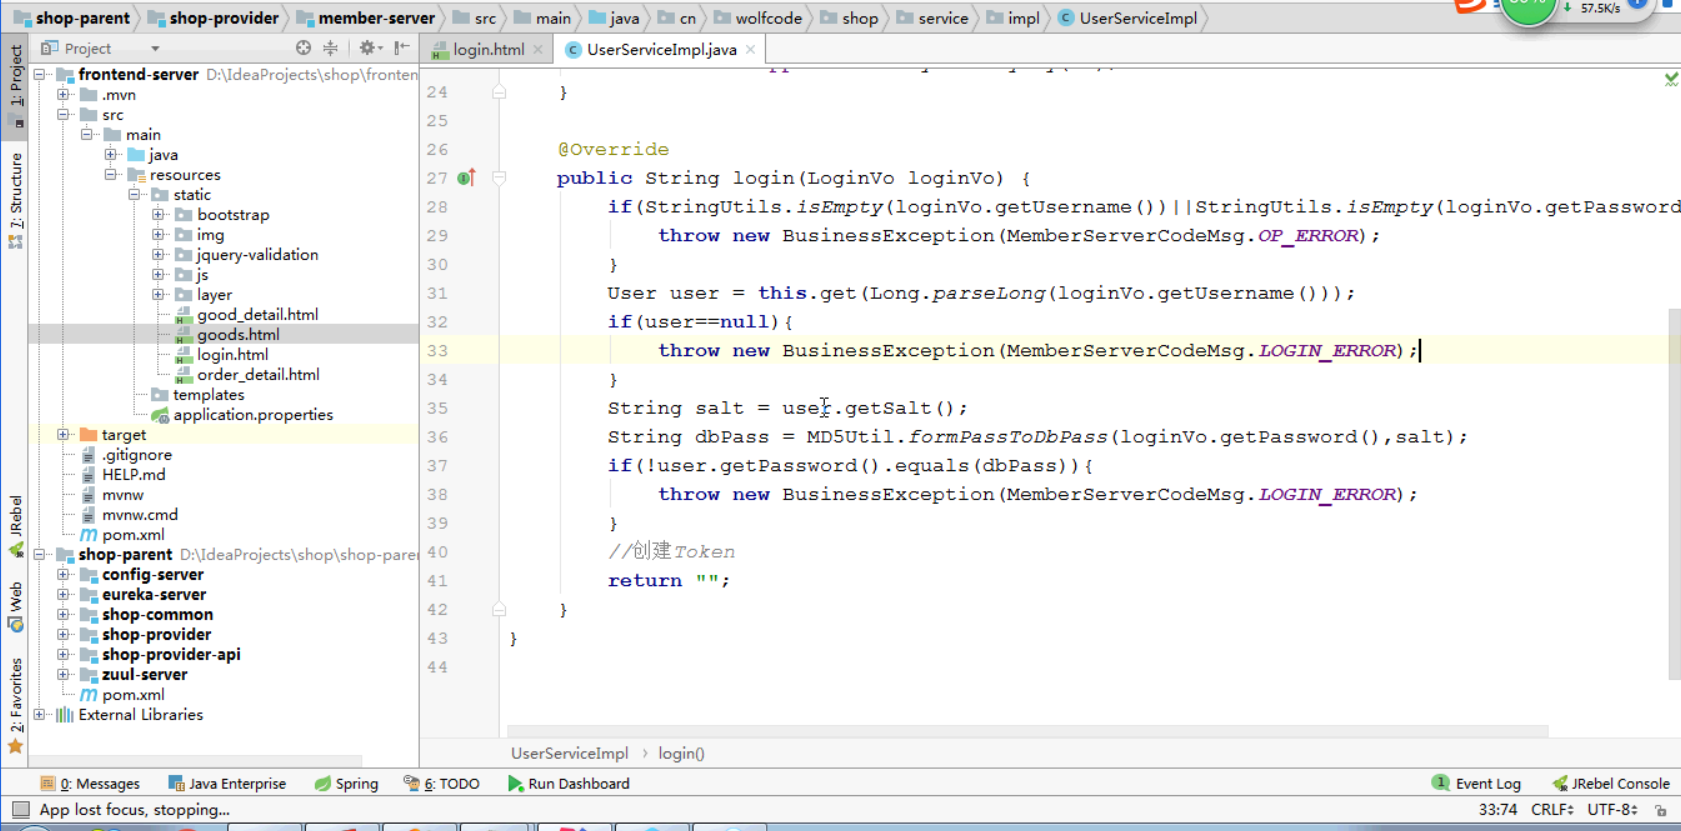 shop-parent shop-provider member-server src main java cn wolfcode shop service impl UserServiceImpl
57.5K/s
1: Project
7: Structure
JRebel
Web
2: Favorites
Project
frontend-server D:\IdeaProjects\shop\fronten
.mvn
src
main
java
resources
static
bootstrap
img
jquery-validation
js
layer
good_detail.html
goods.html
login.html
order_detail.html
templates
application.properties
target
.gitignore
HELP.md
mvnw
mvnw.cmd
pom.xml
shop-parent D:\IdeaProjects\shop\shop-pare
config-server
eureka-server
shop-common
shop-provider
shop-provider-api
zuul-server
pom.xml
External Libraries
login.html UserServiceImpl.java
24 }
25
26 @Override
27 public String login(LoginVo loginVo) {
28 if(StringUtils.isEmpty(loginVo.getUsername())||StringUtils.isEmpty(loginVo.getPassword
29 throw new BusinessException(MemberServerCodeMsg.OP_ERROR);
30 }
31 User user = this.get(Long.parseLong(loginVo.getUsername()));
32 if(user==null){
33 throw new BusinessException(MemberServerCodeMsg.LOGIN_ERROR);
34 }
35 String salt = user.getSalt();
36 String dbPass = MD5Util.formPassToDbPass(loginVo.getPassword(),salt);
37 if(!user.getPassword().equals(dbPass)){
38 throw new BusinessException(MemberServerCodeMsg.LOGIN_ERROR);
39 }
40 //创建Token
41 return "";
42 }
43 }
44
UserServiceImpl › login()
0: Messages Java Enterprise Spring 6: TODO Run Dashboard 1 Event Log JRebel Console
App lost focus, stopping... 33:74 CRLF UTF-8